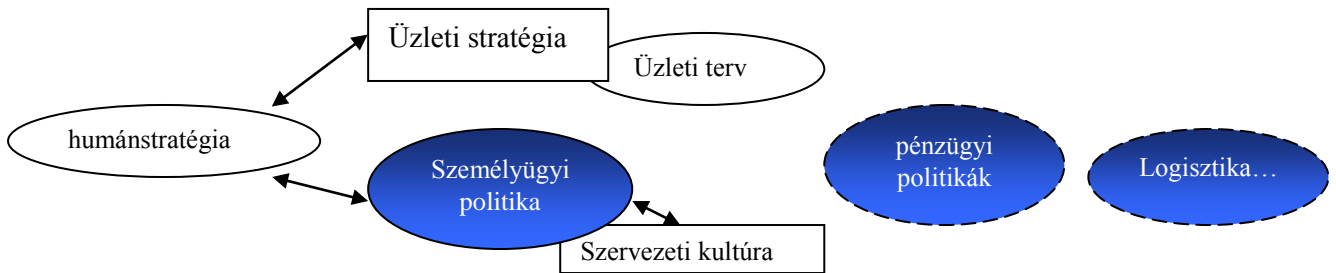 Üzleti stratégia
Üzleti terv
humánstratégia
Személyügyi
politika
pénzügyi
politikák
Logisztika…
Szervezeti kultúra